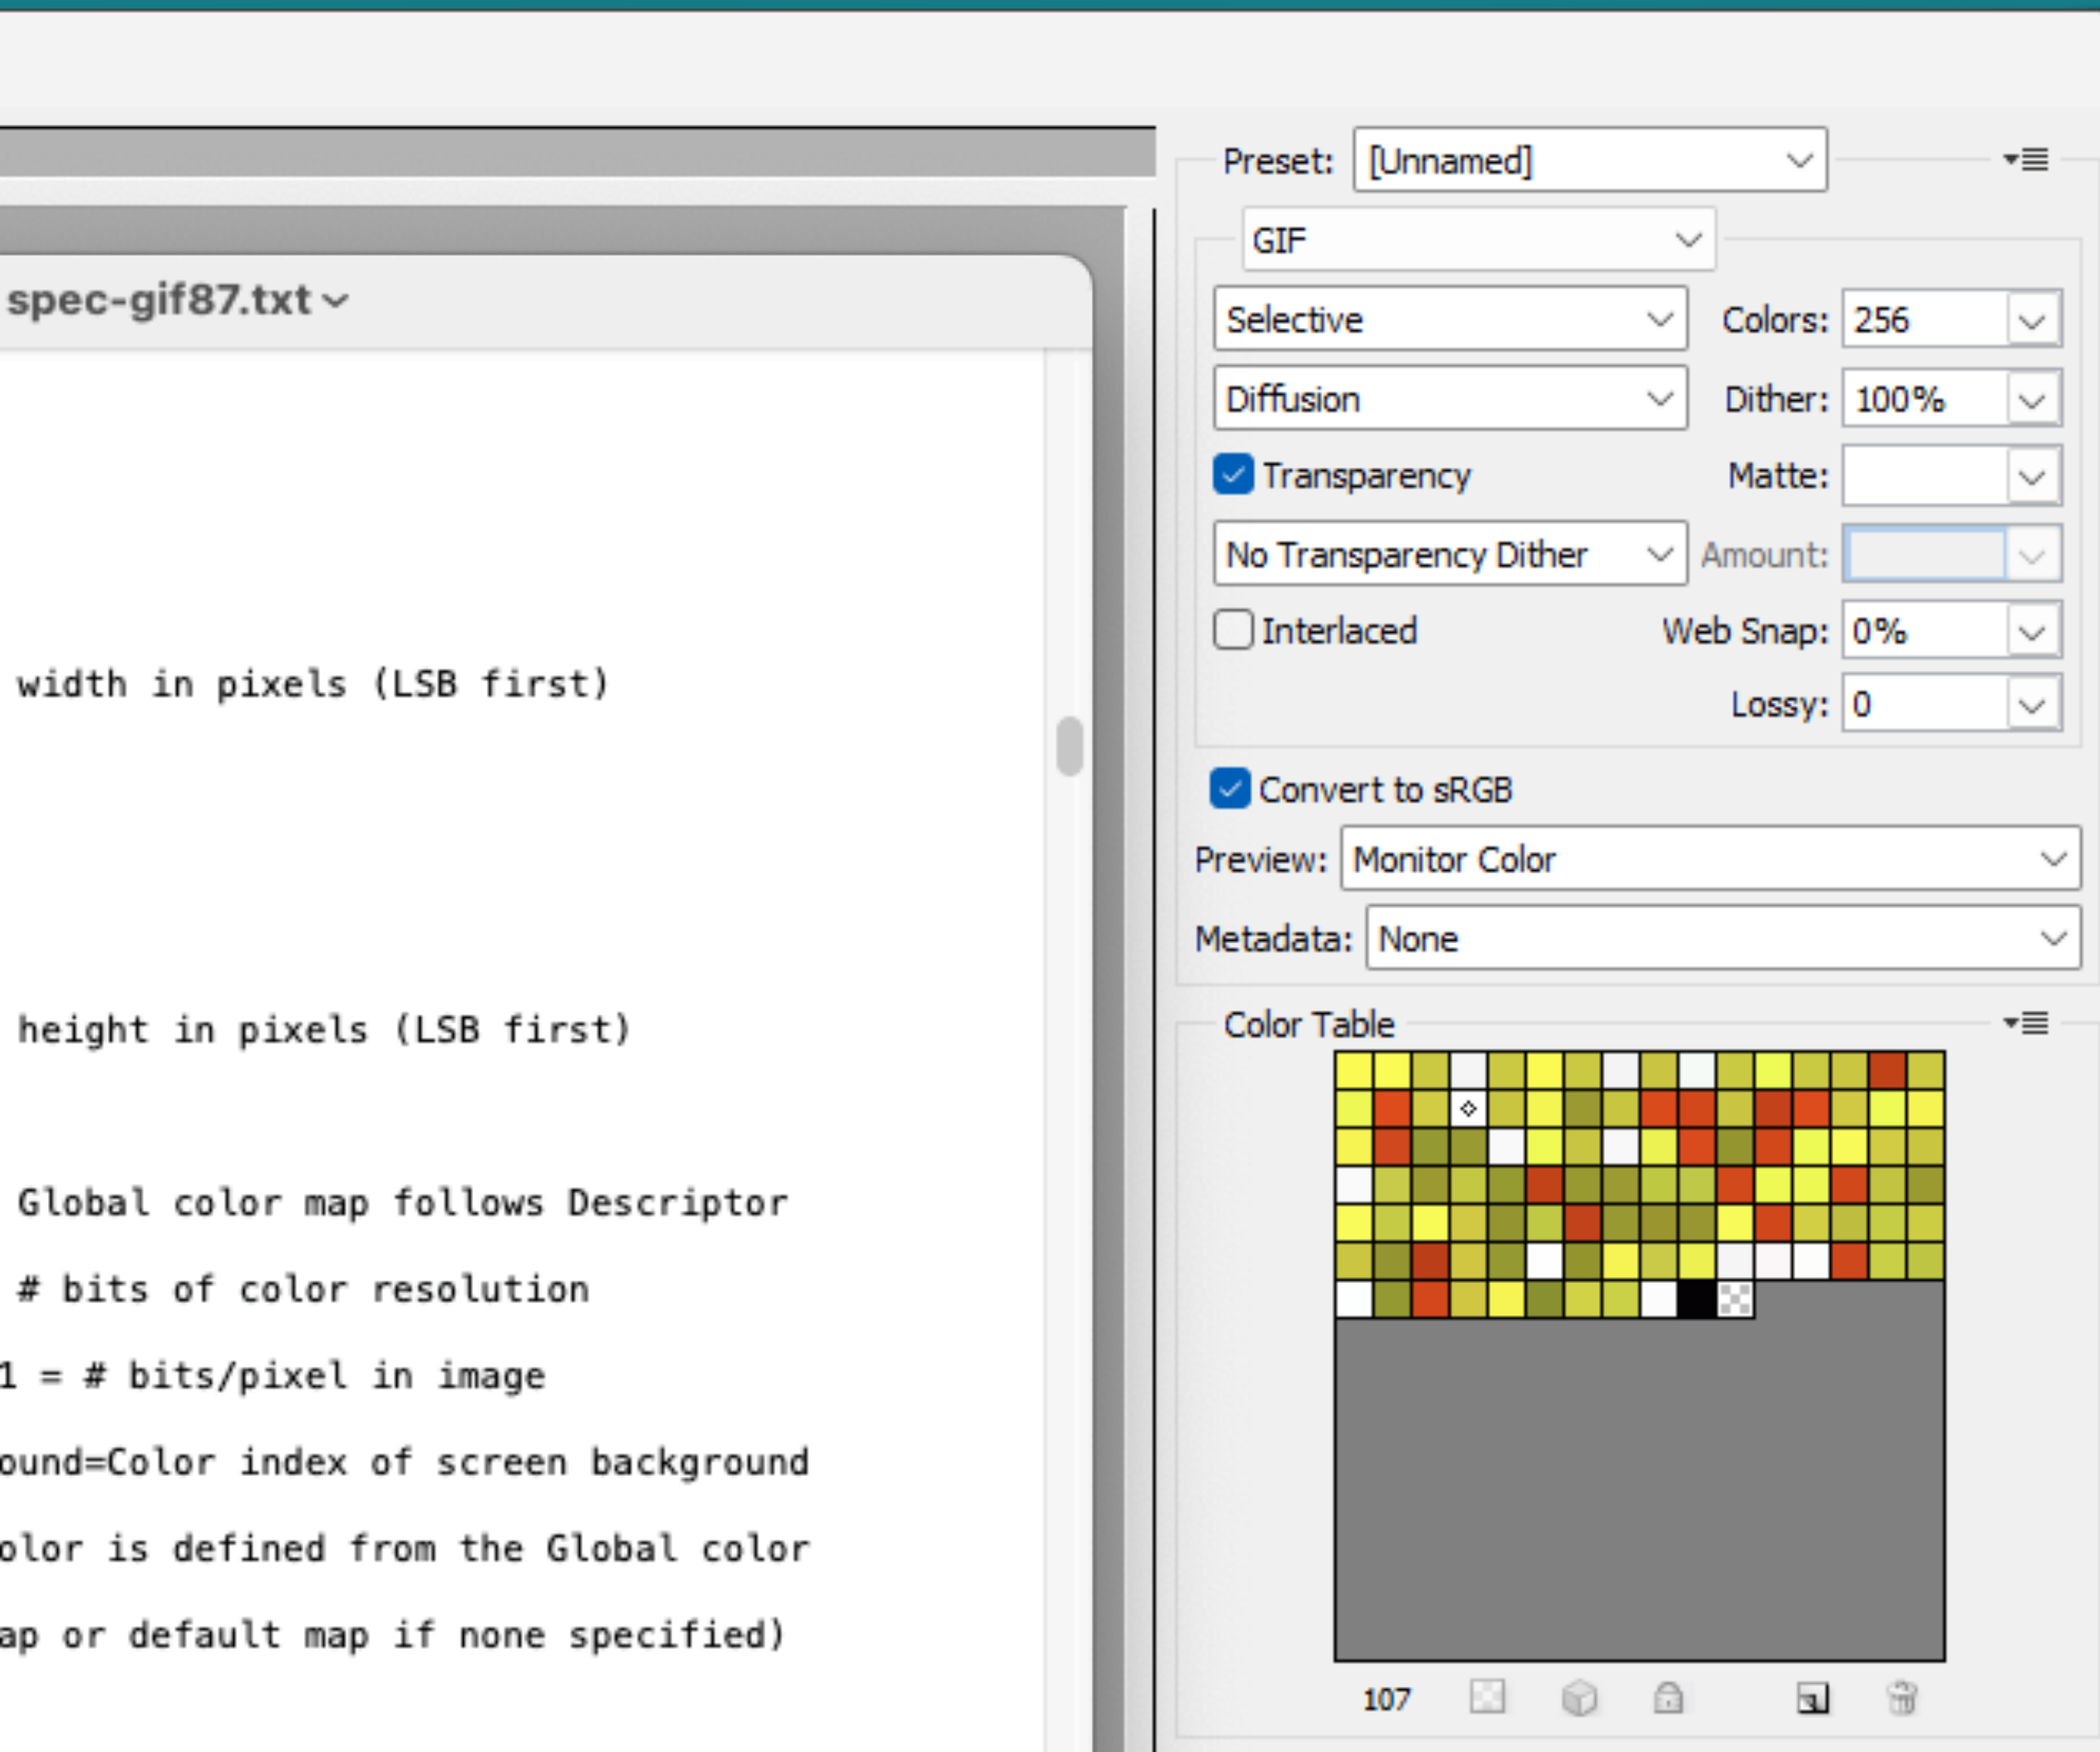 spec-gif87.txt
width in pixels (LSB first)
height in pixels (LSB first)
Global color map follows Descriptor
# bits of color resolution
1 = # bits/pixel in image
ound=Color index of screen background
olor is defined from the Global color
ap or default map if none specified)
Preset: [Unnamed]
GIF
Selective Colors: 256
Diffusion Dither: 100%
Transparency Matte:
No Transparency Dither Amount:
Interlaced Web Snap: 0%
Lossy: 0
Convert to sRGB
Preview: Monitor Color
Metadata: None
Color Table
107